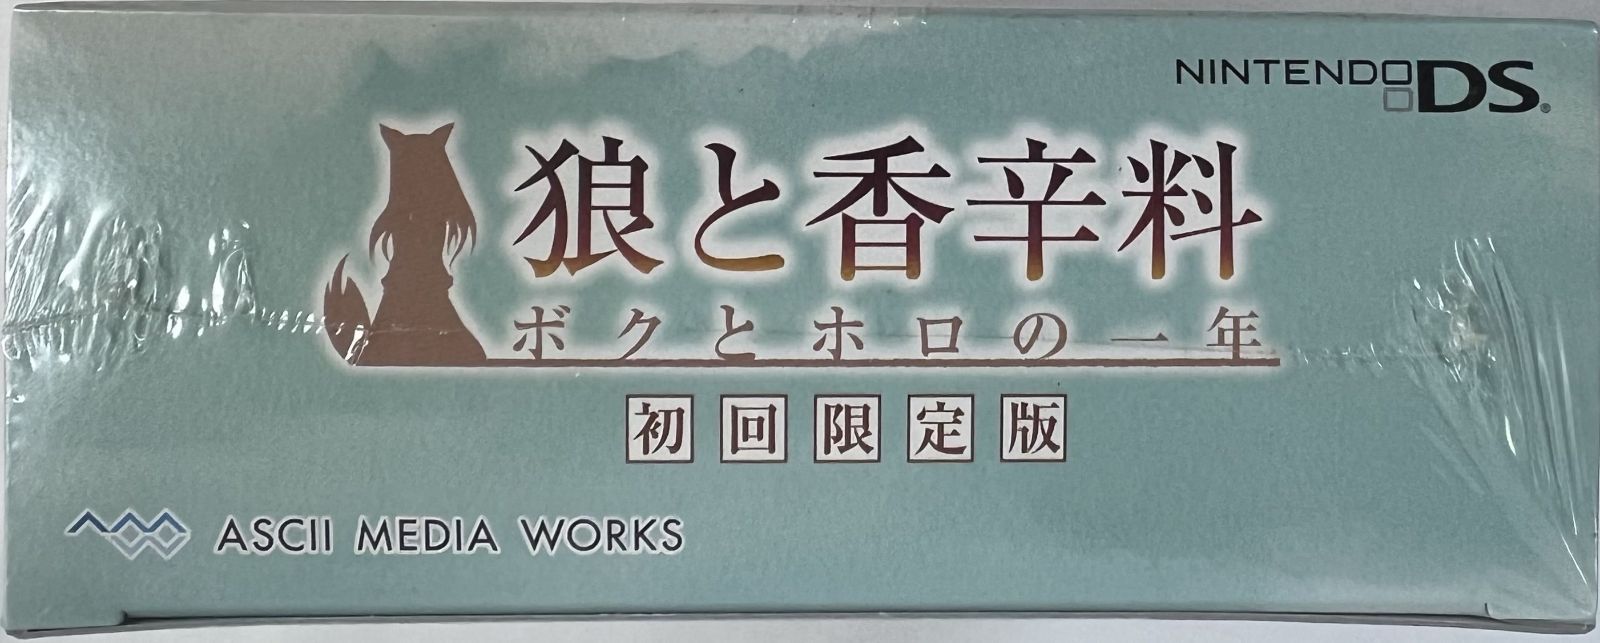 NINTENDO DS®
狼と香辛料
ボクとホロの一年
初回限定版
ASCII MEDIA WORKS